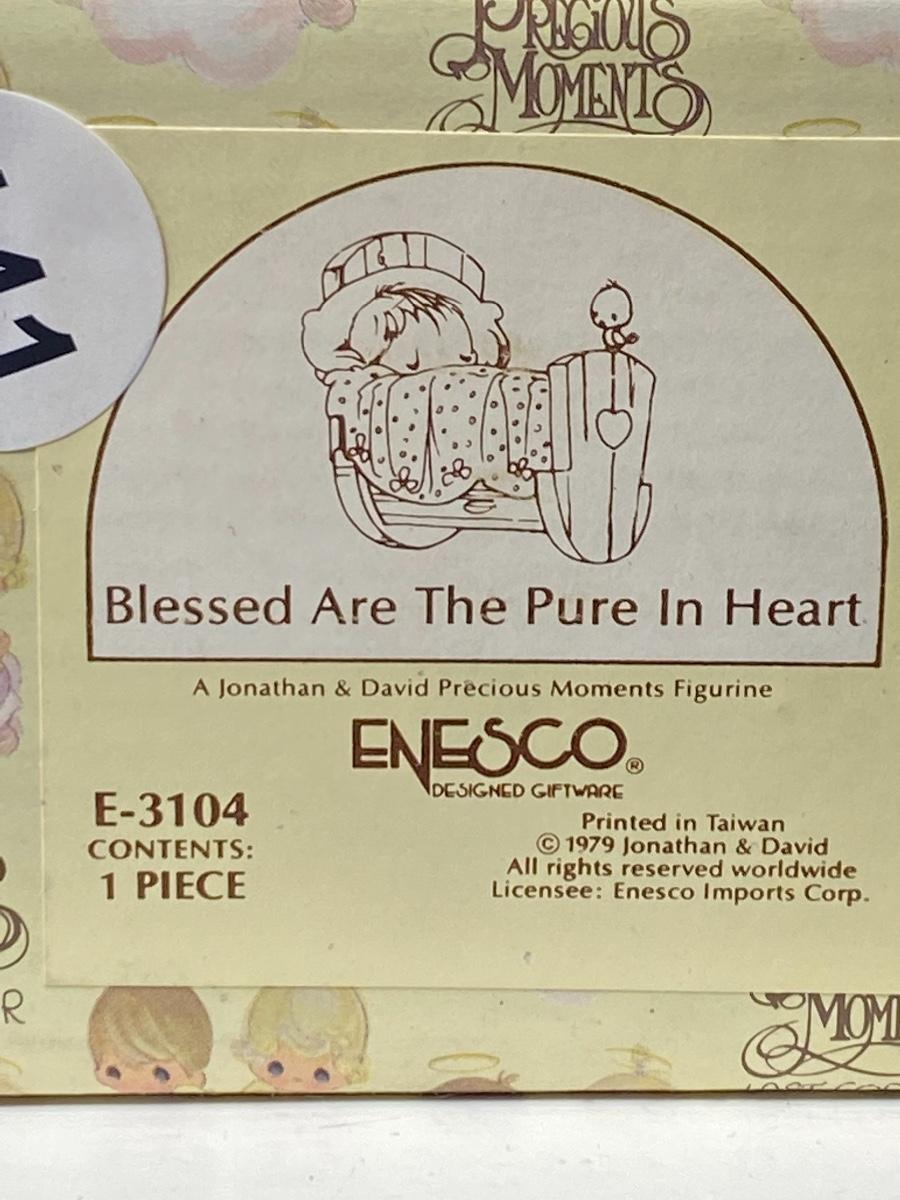 PRECIOUS
MOMENTS
Blessed Are The Pure In Heart
A Jonathan & David Precious Moments Figurine
ENESCO®
DESIGNED GIFTWARE
E-3104
CONTENTS:
1 PIECE
Printed in Taiwan
© 1979 Jonathan & David
All rights reserved worldwide
Licensee: Enesco Imports Corp.
R